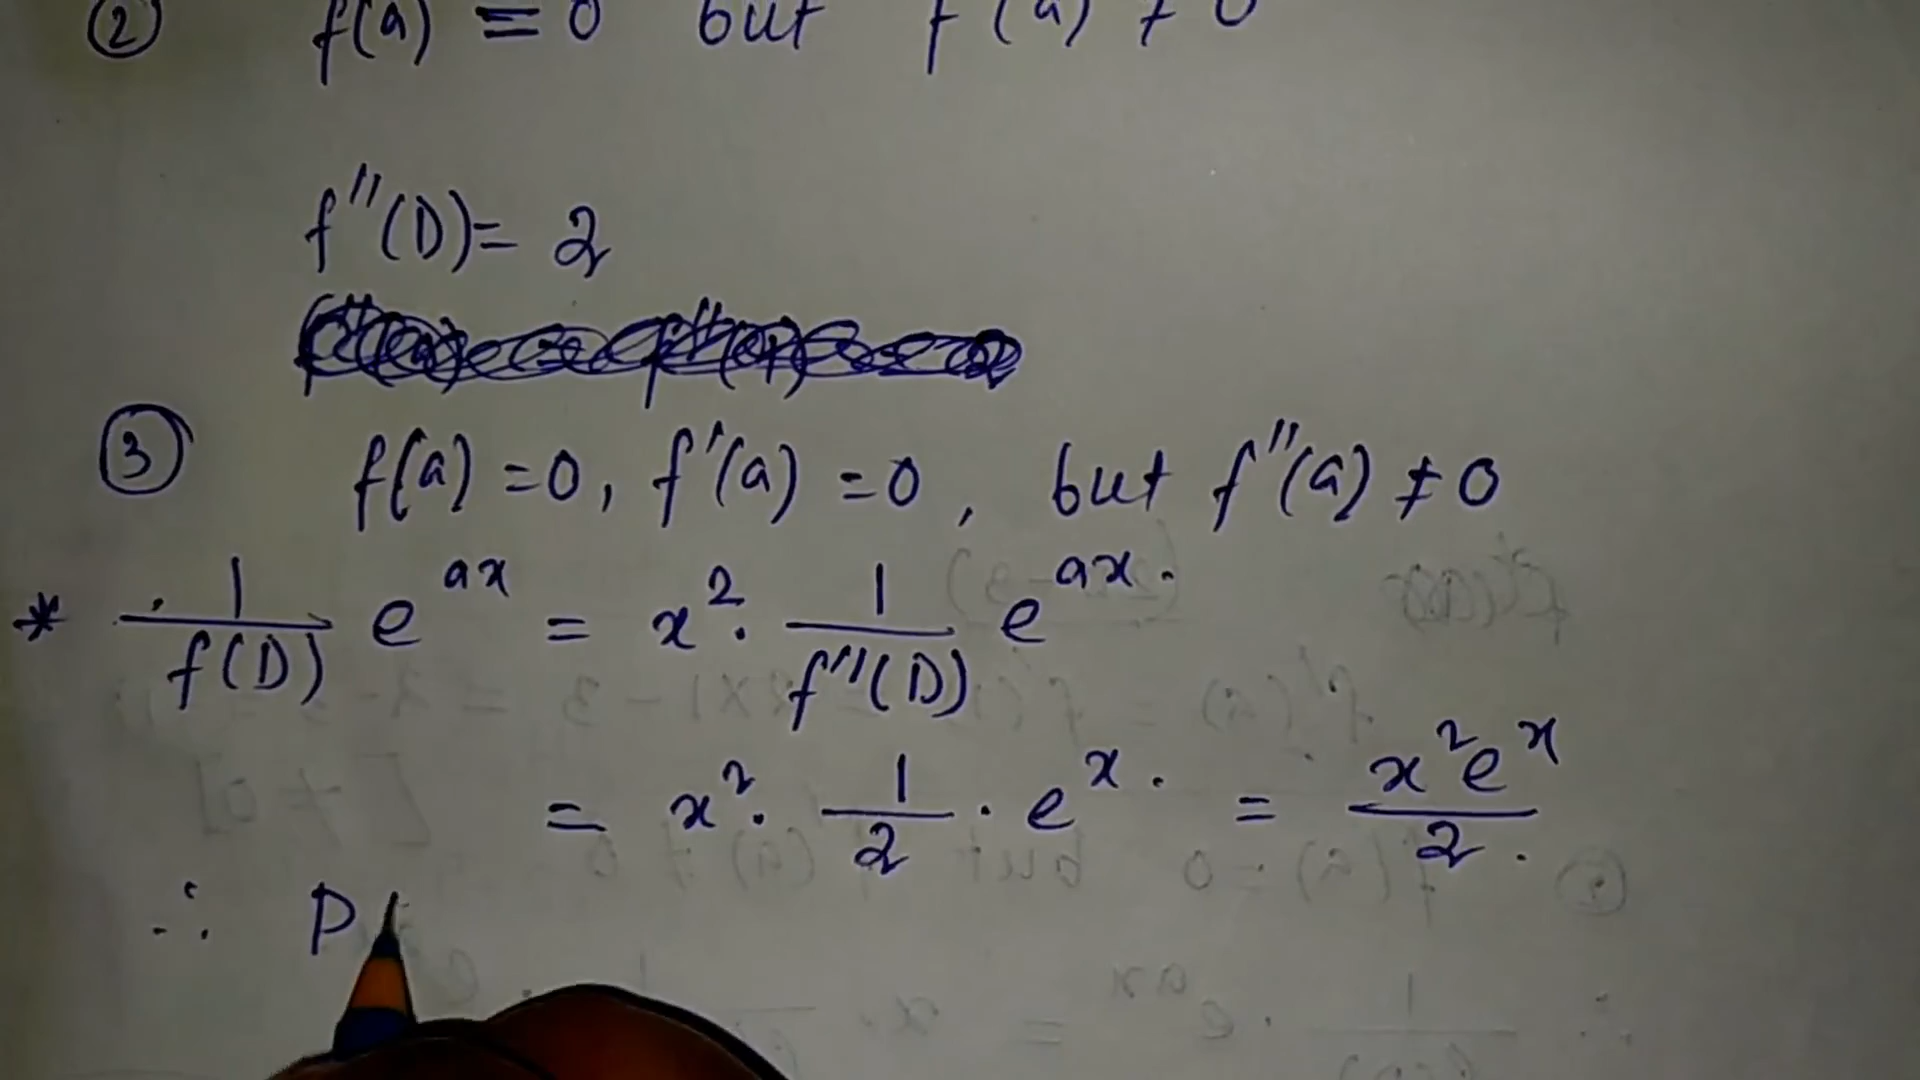 ② f(a) = 0 but f'(a) ≠ 0
f''(D) = 2
③ f(a) = 0, f'(a) = 0, but f''(a) ≠ 0
* 1/f(D) e^{ax} = x². 1/f''(D) e^{ax}.
= x². 1/2 . e^x . = x²e^x/2.
∴ P